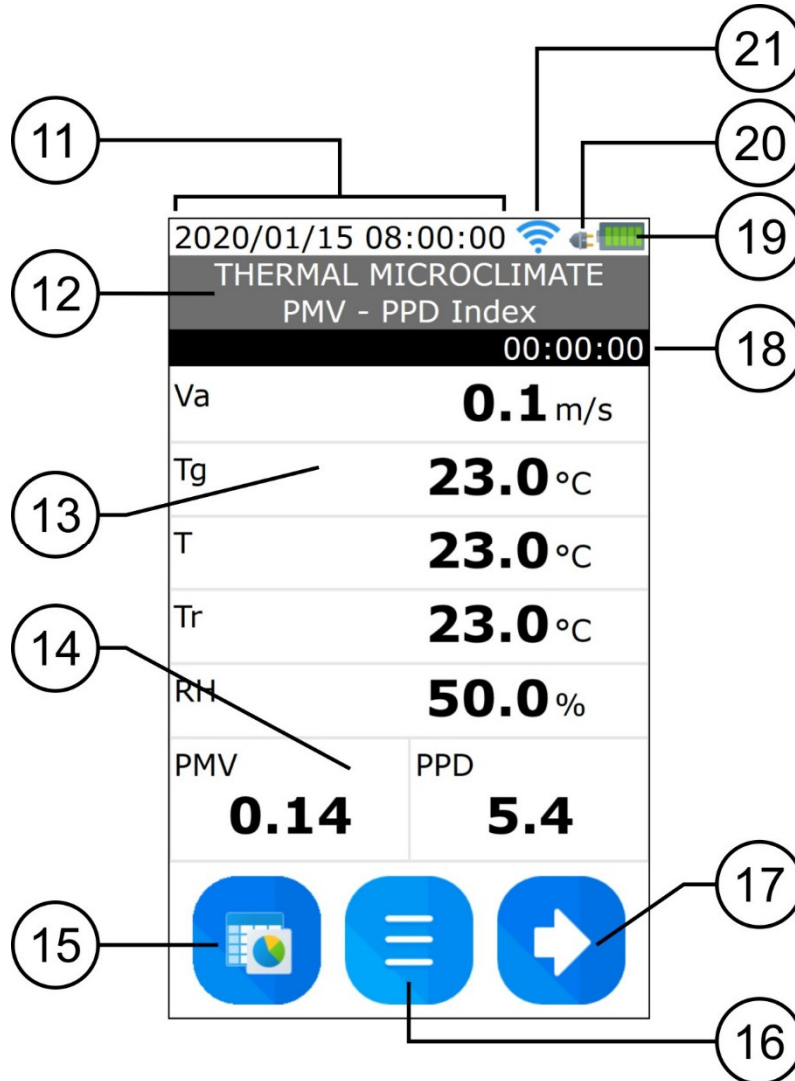 21
11
20
2020/01/15 08:00:00
19
12
THERMAL MICROCLIMATE
PMV - PPD Index
00:00:00
18
Va 0.1 m/s
Tg 23.0 °C
13
T 23.0 °C
Tr 23.0 °C
14
RH 50.0 %
PMV PPD
0.14 5.4
17
15
16